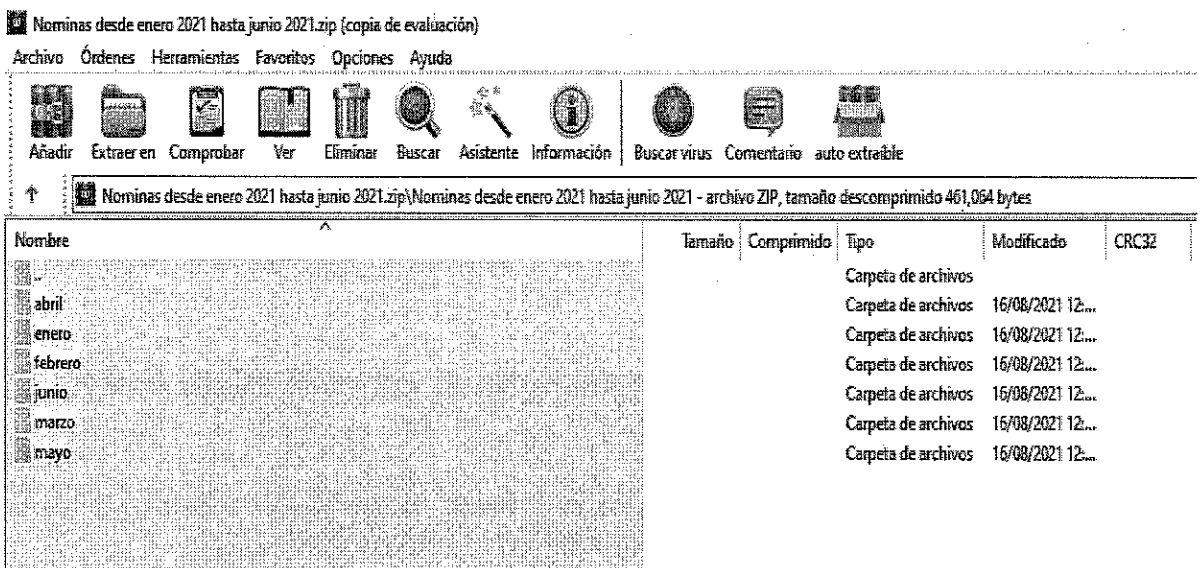 Nominas desde enero 2021 hasta junio 2021.zip (copia de evaluación)
Archivo Órdenes Herramientas Favoritos Opciones Ayuda
Añadir Extraer en Comprobar Ver Eliminar Buscar Asistente Información Buscar virus Comentario auto extraíble
Nominas desde enero 2021 hasta junio 2021.zip\Nominas desde enero 2021 hasta junio 2021 - archivo ZIP, tamaño descomprimido 461,064 bytes
Nombre Tamaño Comprimido Tipo Modificado CRC32
.. Carpeta de archivos
abril Carpeta de archivos 16/08/2021 12:...
enero Carpeta de archivos 16/08/2021 12:...
febrero Carpeta de archivos 16/08/2021 12:...
junio Carpeta de archivos 16/08/2021 12:...
marzo Carpeta de archivos 16/08/2021 12:...
mayo Carpeta de archivos 16/08/2021 12:...